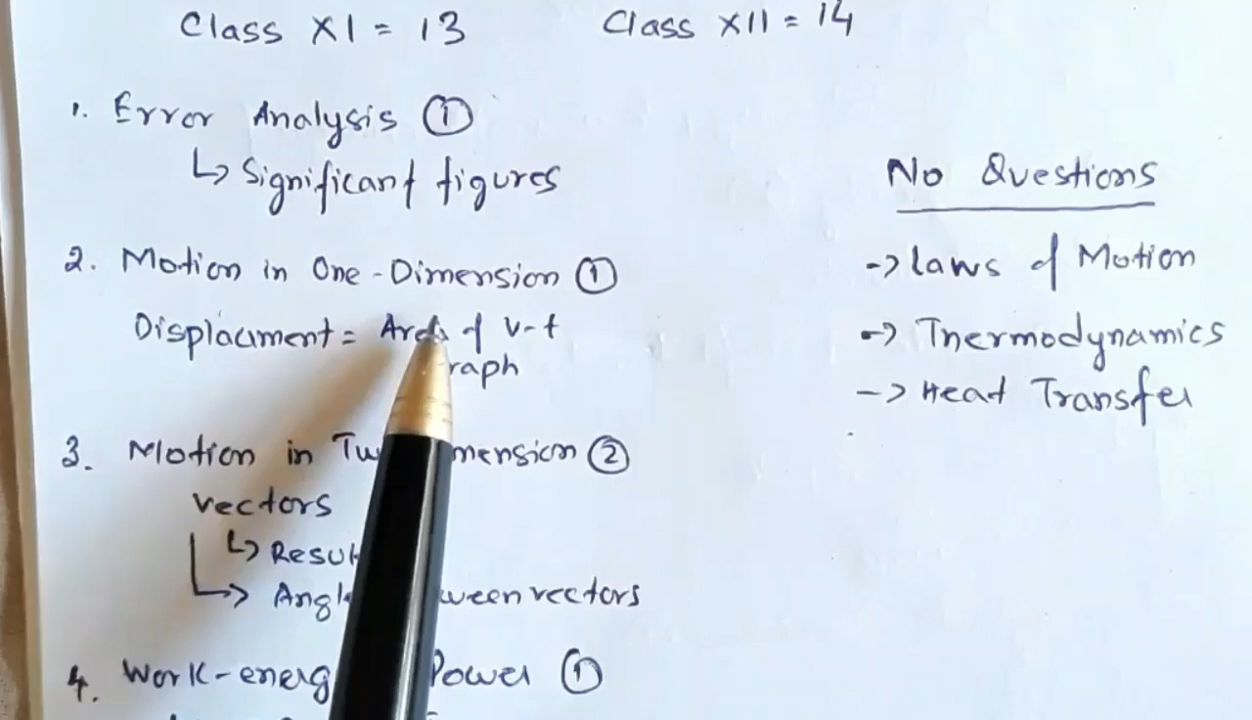 Class XI = 13
Class XII = 14
1. Error Analysis ①
↳ Significant figures
2. Motion in One-Dimension ①
Displacment = Area of v-t
raph
3. Motion in Tw mension ②
vectors
↳ Resul
↳ Angle ween vectors
4. Work-energ Power ①
No Questions
-> Laws of Motion
-> Thermodynamics
-> Heat Transfer